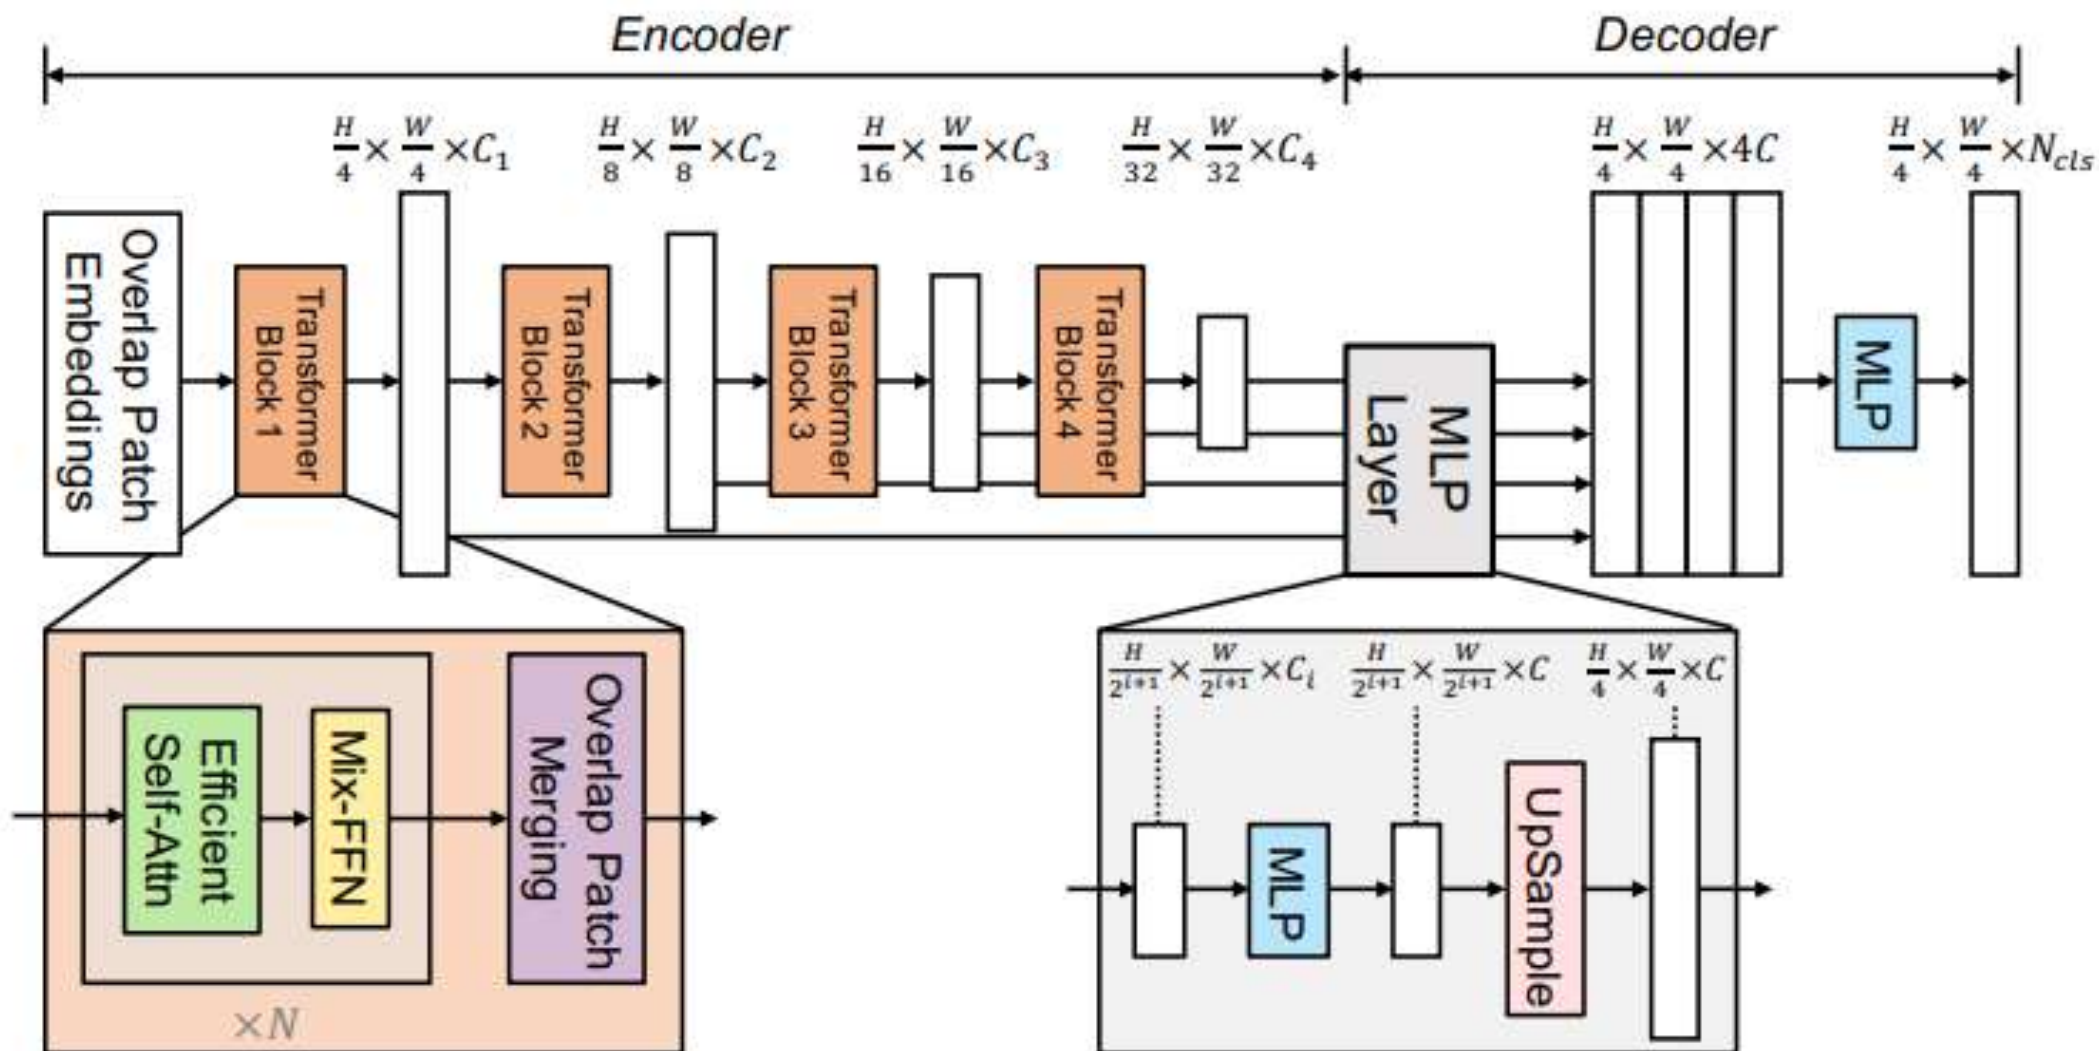 Encoder
Decoder
H/4 × W/4 × C₁
H/8 × W/8 × C₂
H/16 × W/16 × C₃
H/32 × W/32 × C₄
H/4 × W/4 × 4C
H/4 × W/4 × N_cls
Overlap Patch
Embeddings
Transformer
Block 1
Transformer
Block 2
Transformer
Block 3
Transformer
Block 4
MLP
Layer
MLP
Efficient
Self-Attn
Mix-FFN
Overlap Patch
Merging
×N
H/2^{i+1} × W/2^{i+1} × C_i
H/2^{i+1} × W/2^{i+1} × C
H/4 × W/4 × C
MLP
UpSample